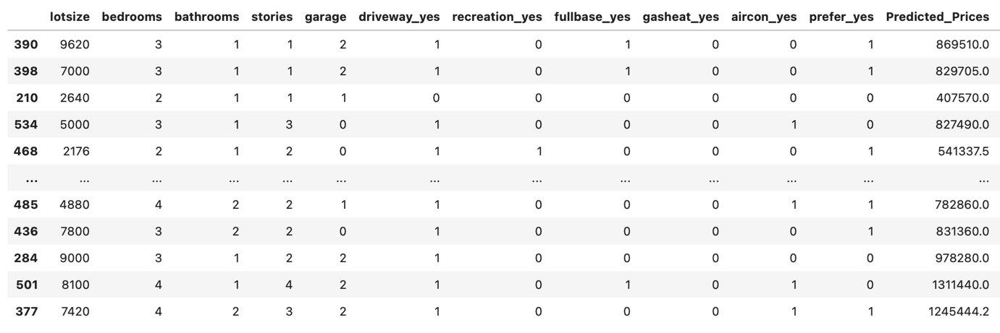 lotsize bedrooms bathrooms stories garage driveway_yes recreation_yes fullbase_yes gasheat_yes aircon_yes prefer_yes Predicted_Prices
390 9620 3 1 1 2 1 0 1 0 0 1 869510.0
398 7000 3 1 1 2 1 0 1 0 0 1 829705.0
210 2640 2 1 1 1 0 0 0 0 0 0 407570.0
534 5000 3 1 3 0 1 0 0 0 1 0 827490.0
468 2176 2 1 2 0 1 1 0 0 0 1 541337.5
... ... ... ... ... ... ... ... ... ... ... ... ...
485 4880 4 2 2 1 1 0 0 0 1 1 782860.0
436 7800 3 2 2 0 1 0 0 0 0 1 831360.0
284 9000 3 1 2 2 1 0 0 0 0 0 978280.0
501 8100 4 1 4 2 1 0 1 0 1 0 1311440.0
377 7420 4 2 3 2 1 0 0 0 1 1 1245444.2